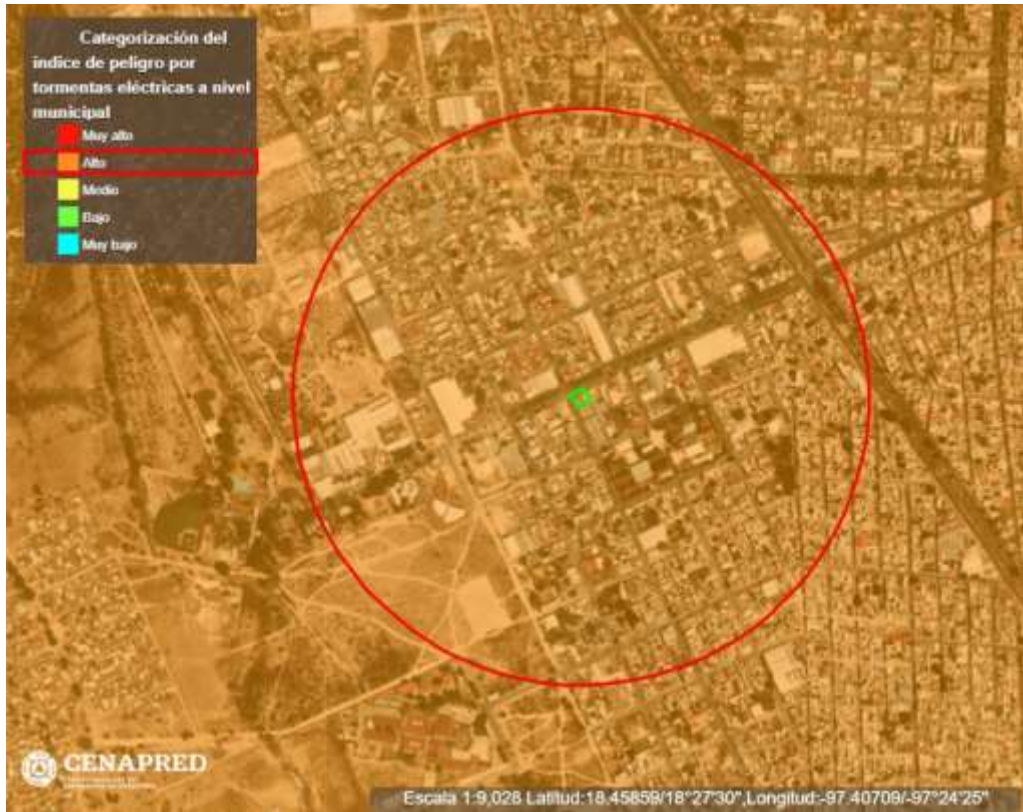 Categorización del
índice de peligro por
tormentas eléctricas a nivel
municipal
Muy alto
Alto
Medio
Bajo
Muy bajo
CENAPRED
Escala 1:9,028 Latitud:18.45859/18°27'30",Longitud:-97.40709/-97°24'25"